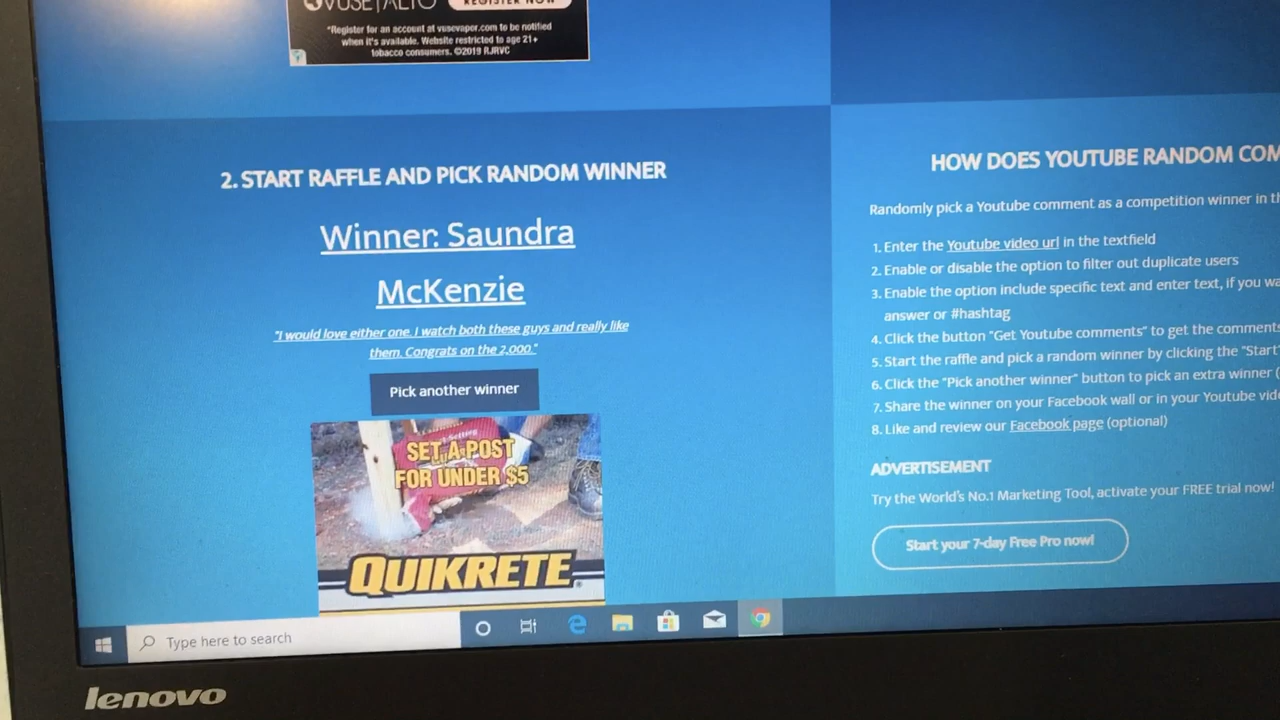 VUSE ALTO REGISTER NOW
*Register for an account at vusevapor.com to be notified
when it's available. Website restricted to age 21+
tobacco consumers. ©2019 RJRVC
2. START RAFFLE AND PICK RANDOM WINNER
Winner: Saundra
McKenzie
"I would love either one. I watch both these guys and really like
them. Congrats on the 2,000."
Pick another winner
SET A POST
FOR UNDER $5
QUIKRETE
HOW DOES YOUTUBE RANDOM COM
Randomly pick a Youtube comment as a competition winner in
1. Enter the Youtube video url in the textfield
2. Enable or disable the option to filter out duplicate users
3. Enable the option include specific text and enter text, if you
answer or #hashtag
4. Click the button "Get Youtube comments" to get the comments
5. Start the raffle and pick a random winner by clicking the "Start"
6. Click the "Pick another winner" button to pick an extra winner (
7. Share the winner on your Facebook wall or in your Youtube
8. Like and review our Facebook page (optional)
ADVERTISEMENT
Try the World's No.1 Marketing Tool, activate your FREE trial now!
Start your 7-day Free Pro now!
Type here to search
lenovo